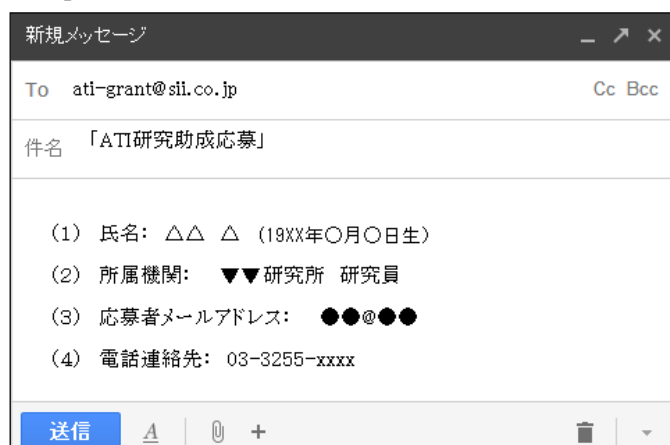 新規メッセージ
To ati-grant@sii.co.jp Cc Bcc
件名 「ATI研究助成応募」
(1) 氏名: △△ △ (19XX年○月○日生)
(2) 所属機関: ▼▼研究所 研究員
(3) 応募者メールアドレス: ●●@●●
(4) 電話連絡先: 03-3255-xxxx
送信 A